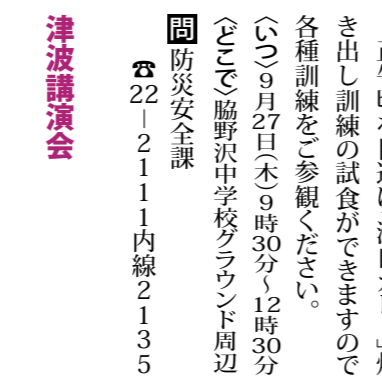 き出し訓練の試食ができますので
各種訓練をご参観ください。
〈いつ〉9月27日(木)9時30分~12時30分
〈どこで〉脇野沢中学校グラウンド周辺
問 防災安全課
☎22-2111内線2135
津波講演会